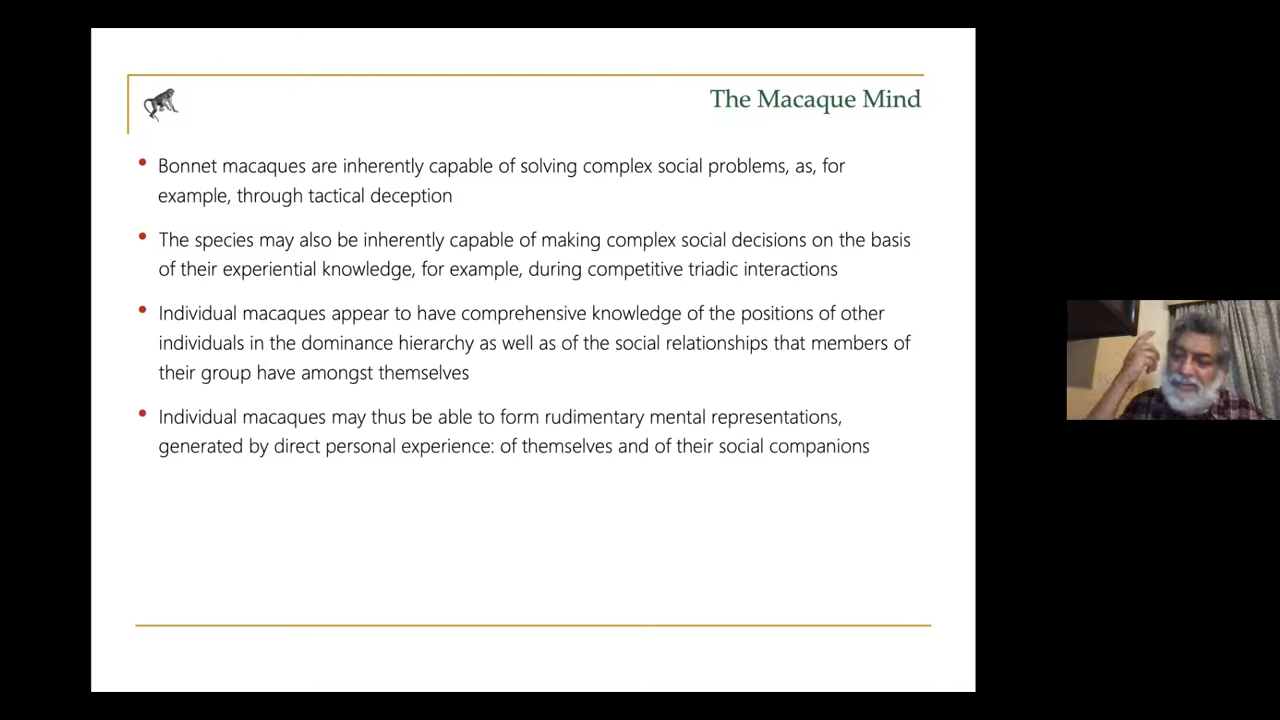 The Macaque Mind
• Bonnet macaques are inherently capable of solving complex social problems, as, for
example, through tactical deception
• The species may also be inherently capable of making complex social decisions on the basis
of their experiential knowledge, for example, during competitive triadic interactions
• Individual macaques appear to have comprehensive knowledge of the positions of other
individuals in the dominance hierarchy as well as of the social relationships that members of
their group have amongst themselves
• Individual macaques may thus be able to form rudimentary mental representations,
generated by direct personal experience: of themselves and of their social companions